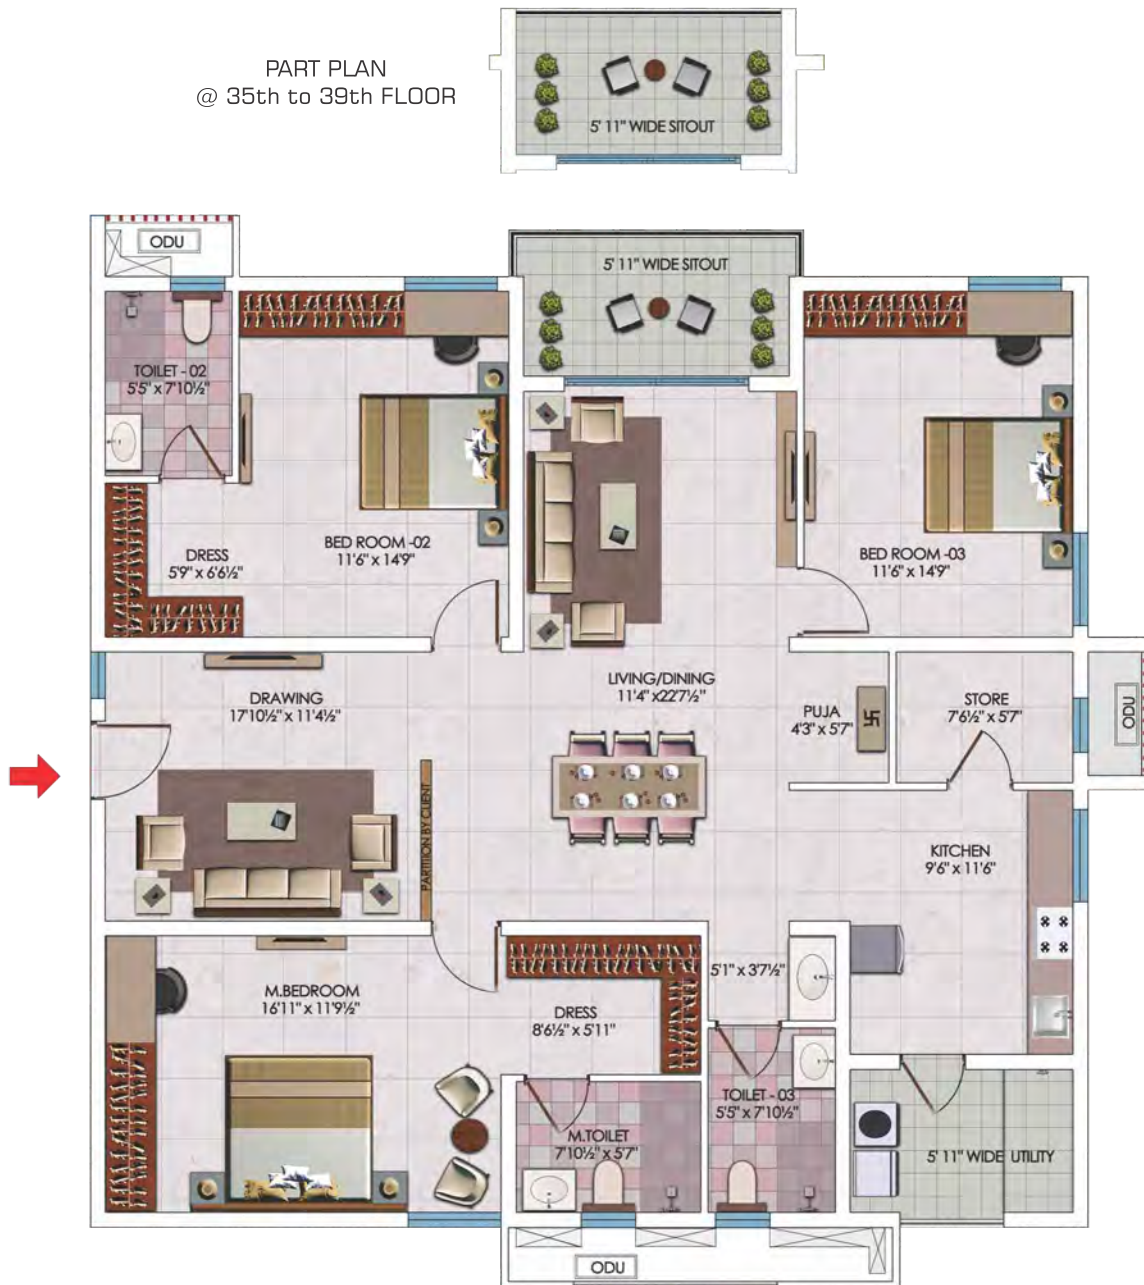 PART PLAN
@ 35th to 39th FLOOR
5' 11" WIDE SITOUT
ODU
5' 11" WIDE SITOUT
TOILET - 02
5'5" x 7'10½"
DRESS
5'9" x 6'6½"
BED ROOM -02
11'6" x 14'9"
BED ROOM -03
11'6" x 14'9"
DRAWING
17'10½" x 11'4½"
LIVING/DINING
11'4" x22'7½"
PUJA
4'3" x 5'7"
STORE
7'6½" x 5'7"
ODU
PARTITION BY CLIENT
KITCHEN
9'6" x 11'6"
M.BEDROOM
16'11" x 11'9½"
DRESS
8'6½" x 5'11"
5'1" x 3'7½"
TOILET - 03
5'5" x 7'10½"
M.TOILET
7'10½" x 5'7"
5' 11" WIDE UTILITY
ODU